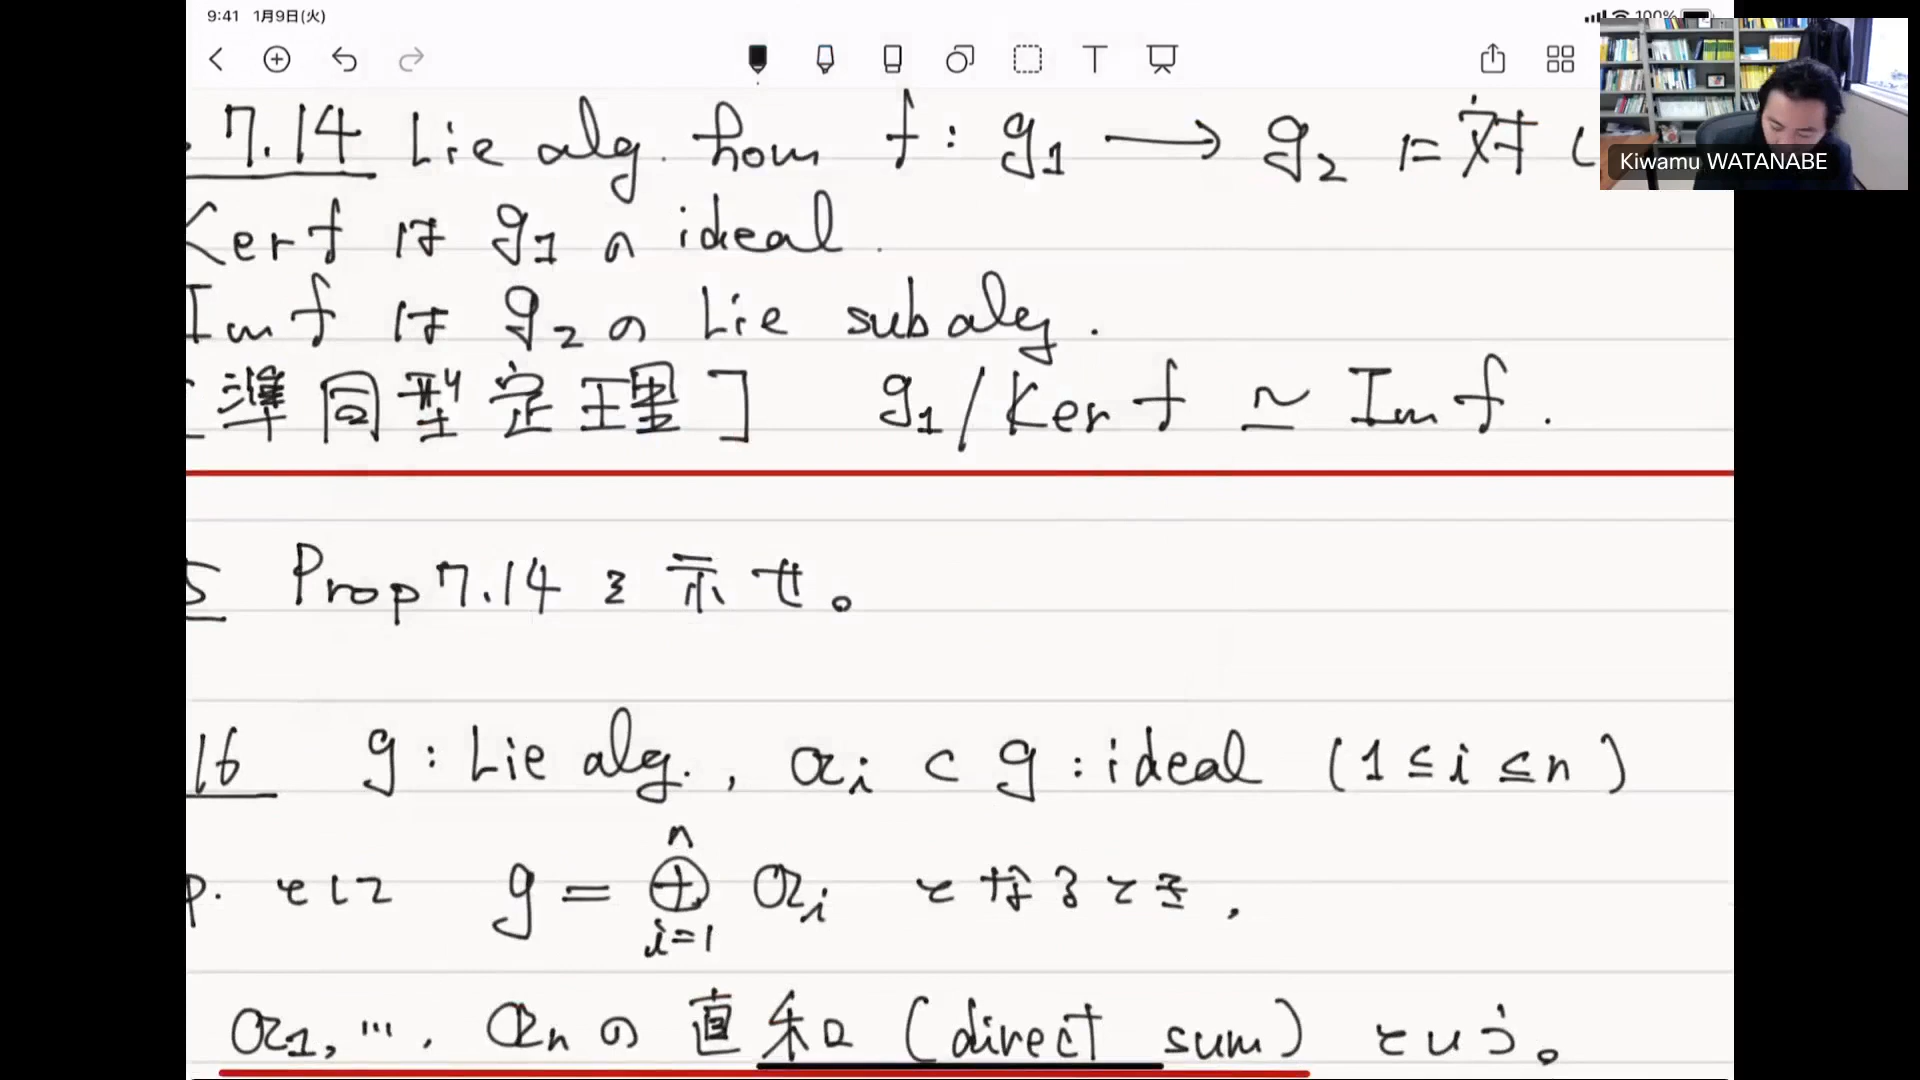 9:41 1月9日(火)
100%
Kiwamu WATANABE
7.14 Lie alg. hom f : g1 → g2 に対し
Ker f は g1 の ideal.
Im f は g2 の Lie subalg.
[準同型定理] g1/Ker f ≃ Im f.
5 Prop 7.14 を示せ。
16 g : Lie alg., ai ⊂ g : ideal (1 ≤ i ≤ n)
p. として g = ⊕ⁿᵢ₌₁ ai となるとき,
a1, ..., an の 直和 (direct sum) という。